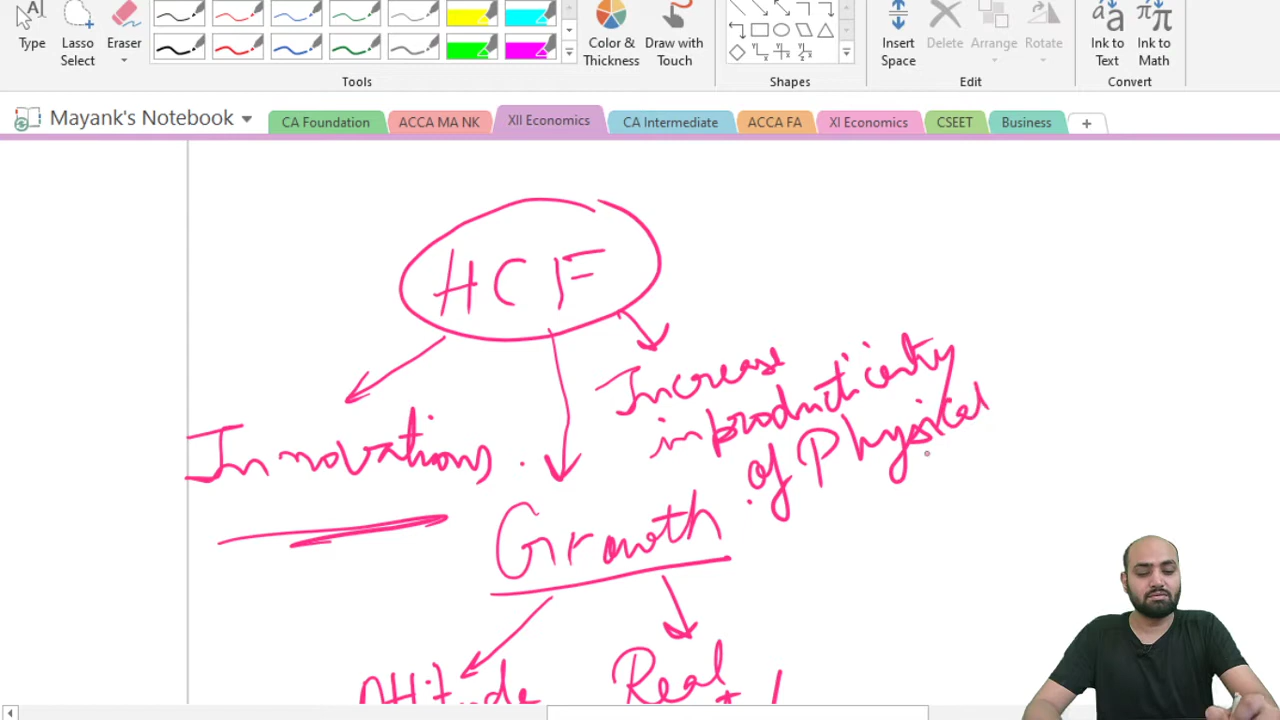 Type
Lasso Select
Eraser
Color & Thickness
Draw with Touch
Insert Space
Delete
Arrange
Rotate
Ink to Text
Ink to Math
Tools
Shapes
Edit
Convert
Mayank's Notebook
CA Foundation
ACCA MA NK
XII Economics
CA Intermediate
ACCA FA
XI Economics
CSEET
Business
HCF
Increase
in productivity
of Physical
Innovations
Growth
Attitude
Real